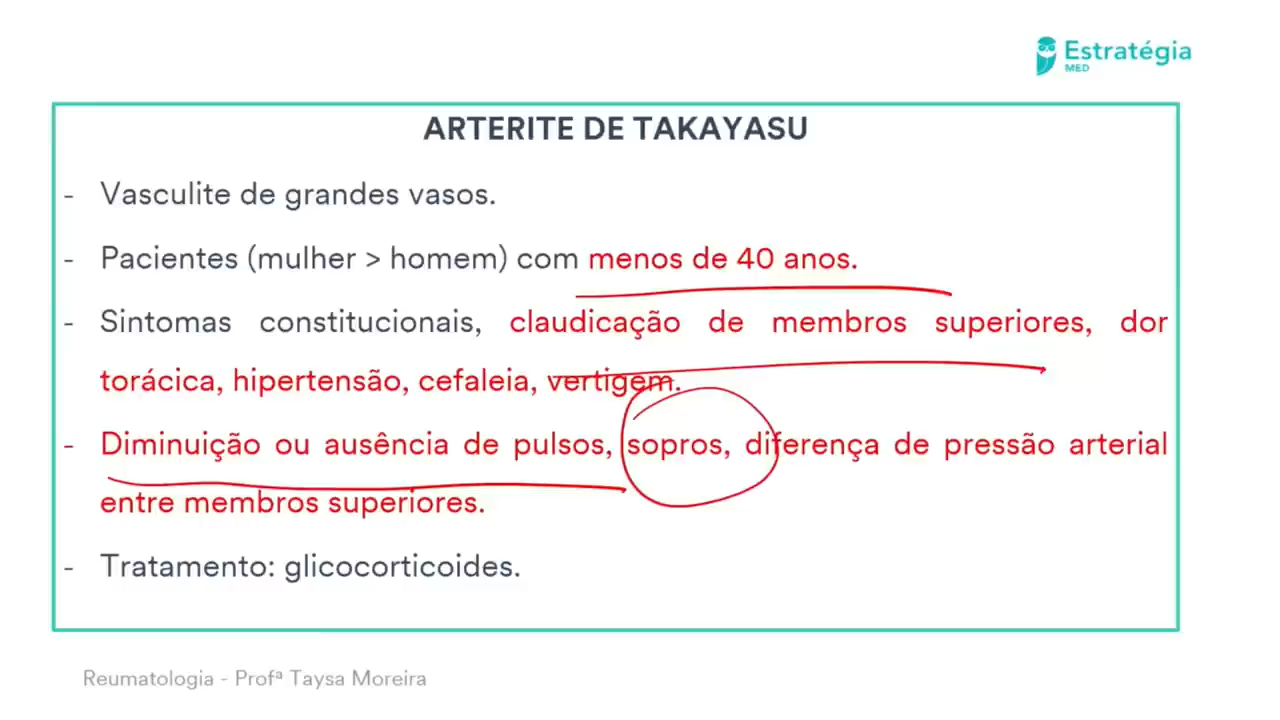 Estratégia
MED
ARTERITE DE TAKAYASU
- Vasculite de grandes vasos.
- Pacientes (mulher > homem) com menos de 40 anos.
- Sintomas constitucionais, claudicação de membros superiores, dor
torácica, hipertensão, cefaleia, vertigem.
- Diminuição ou ausência de pulsos, sopros, diferença de pressão arterial
entre membros superiores.
- Tratamento: glicocorticoides.
Reumatologia - Profª Taysa Moreira